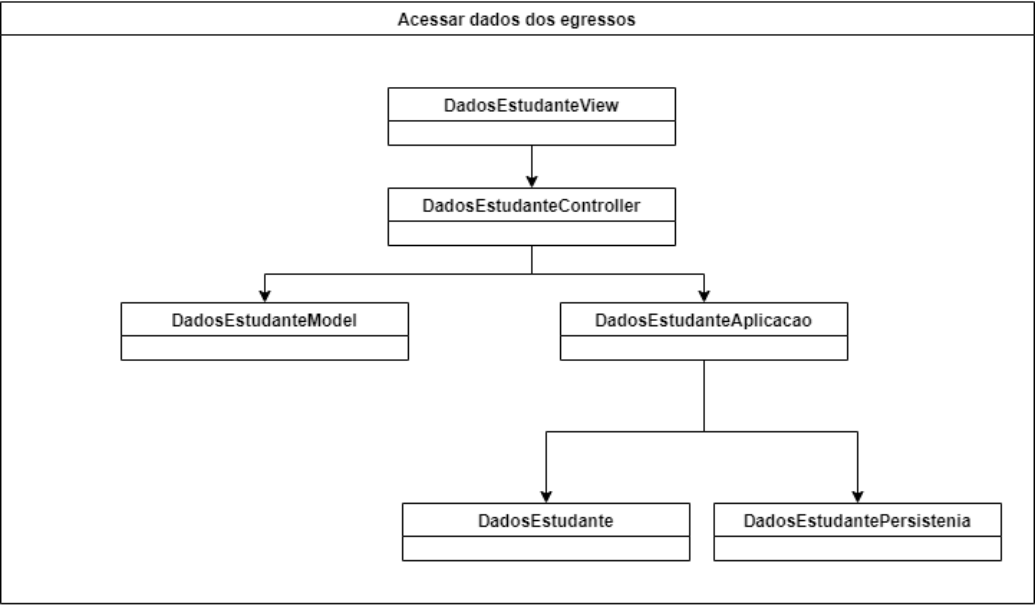 Acessar dados dos egressos
DadosEstudanteView
DadosEstudanteController
DadosEstudanteModel
DadosEstudanteAplicacao
DadosEstudante
DadosEstudantePersistenia